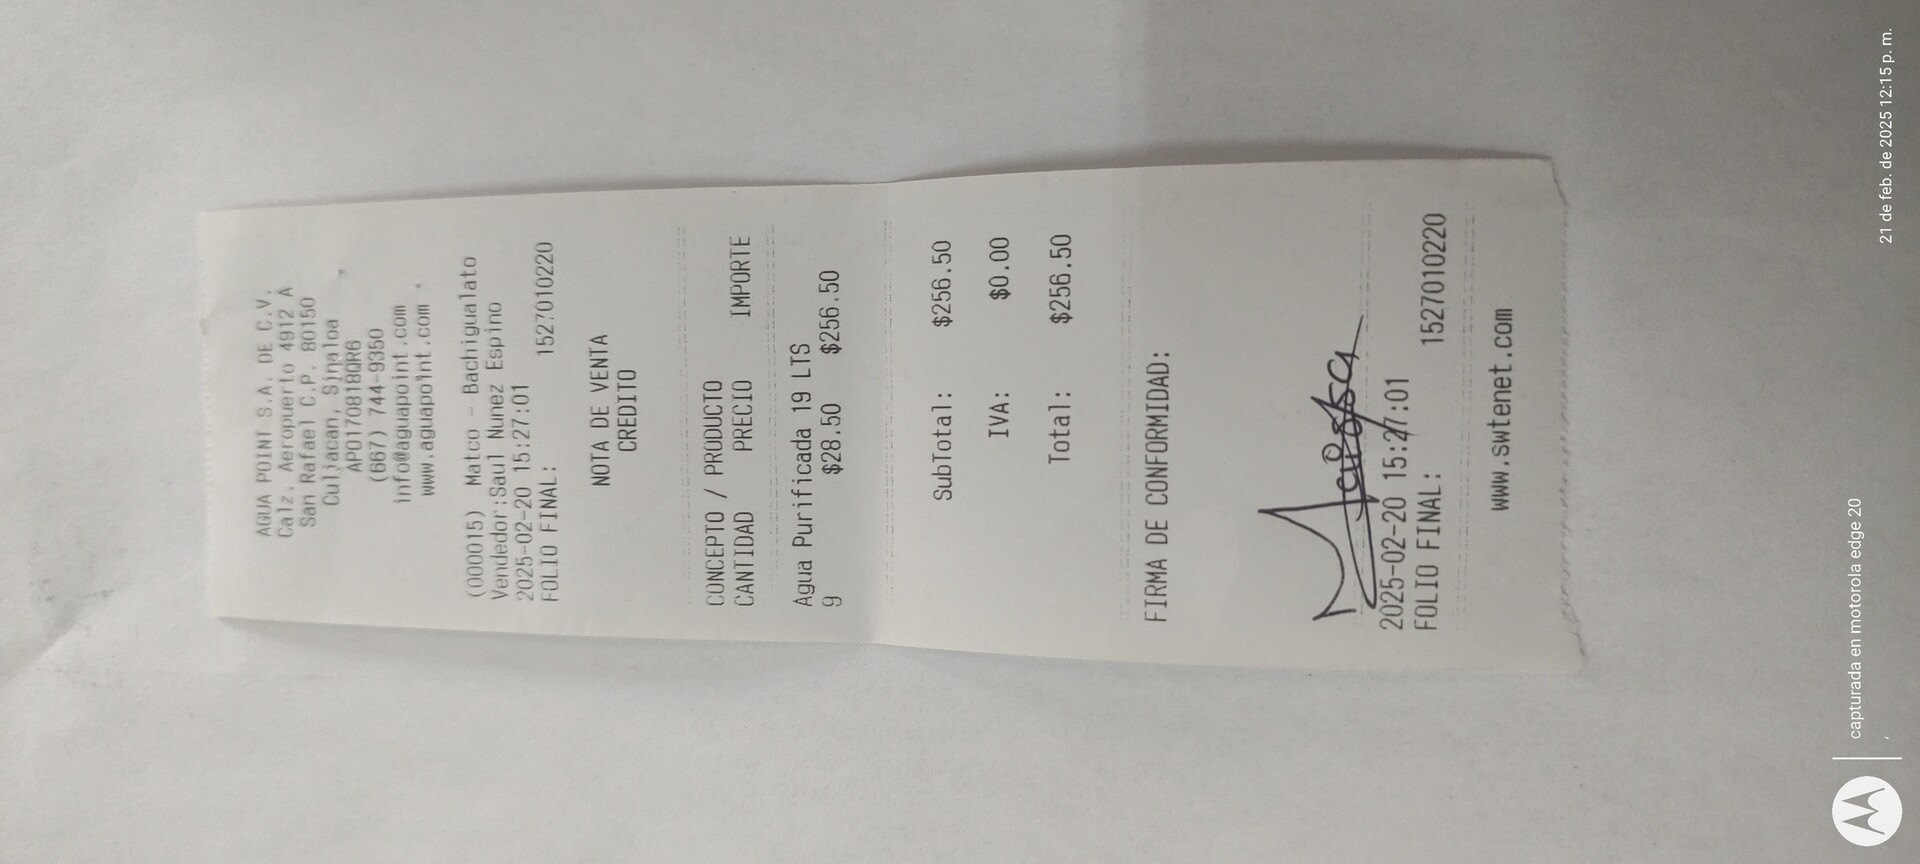 AGUA POINT S.A. DE C.V.
Calz. Aeropuerto 4912 A
San Rafael C.P. 80150
Culiacan, Sinaloa
APO170818QR6
(667) 744-9350
info@aguapoint.com
www.aguapoint.com
(000015) Matco - Bachigualato
Vendedor:Saul Nunez Espino
2025-02-20 15:27:01
FOLIO FINAL: 1527010220
NOTA DE VENTA
CREDITO
CONCEPTO / PRODUCTO
CANTIDAD PRECIO IMPORTE
Agua Purificada 19 LTS
9 $28.50 $256.50
SubTotal: $256.50
IVA: $0.00
Total: $256.50
FIRMA DE CONFORMIDAD:
2025-02-20 15:27:01
FOLIO FINAL: 1527010220
www.swtenet.com
capturada en motorola edge 20
21 de feb. de 2025 12:15 p. m.